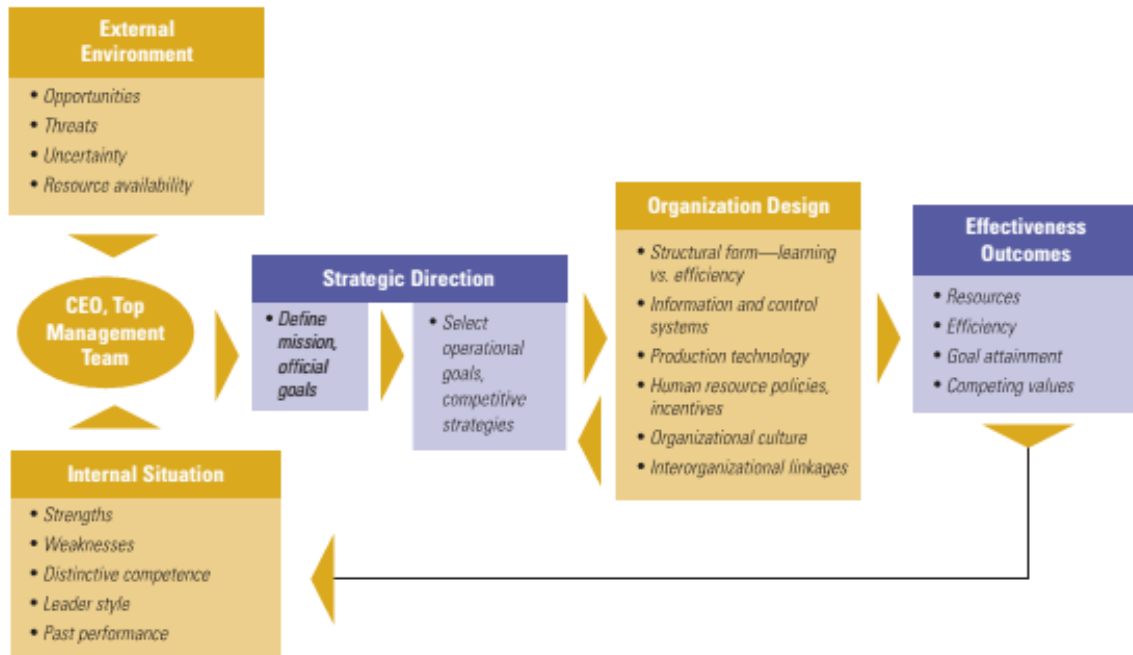 External
Environment
• Opportunities
• Threats
• Uncertainty
• Resource availability
CEO, Top
Management
Team
Internal Situation
• Strengths
• Weaknesses
• Distinctive competence
• Leader style
• Past performance
Strategic Direction
• Define
mission,
official
goals
• Select
operational
goals,
competitive
strategies
Organization Design
• Structural form—learning
vs. efficiency
• Information and control
systems
• Production technology
• Human resource policies,
incentives
• Organizational culture
• Interorganizational linkages
Effectiveness
Outcomes
• Resources
• Efficiency
• Goal attainment
• Competing values